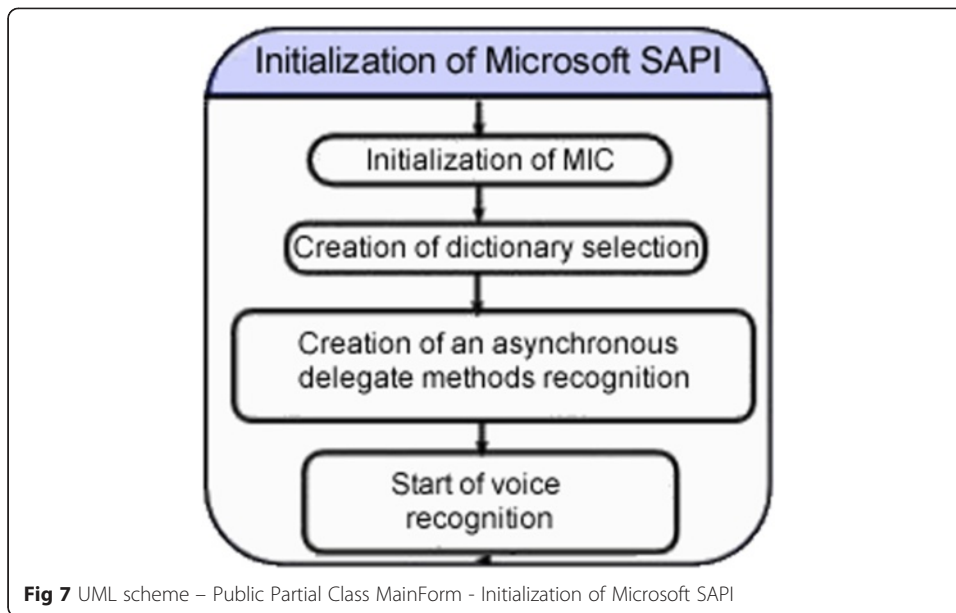 Initialization of Microsoft SAPI
Initialization of MIC
Creation of dictionary selection
Creation of an asynchronous
delegate methods recognition
Start of voice
recognition
Fig 7 UML scheme – Public Partial Class MainForm - Initialization of Microsoft SAPI